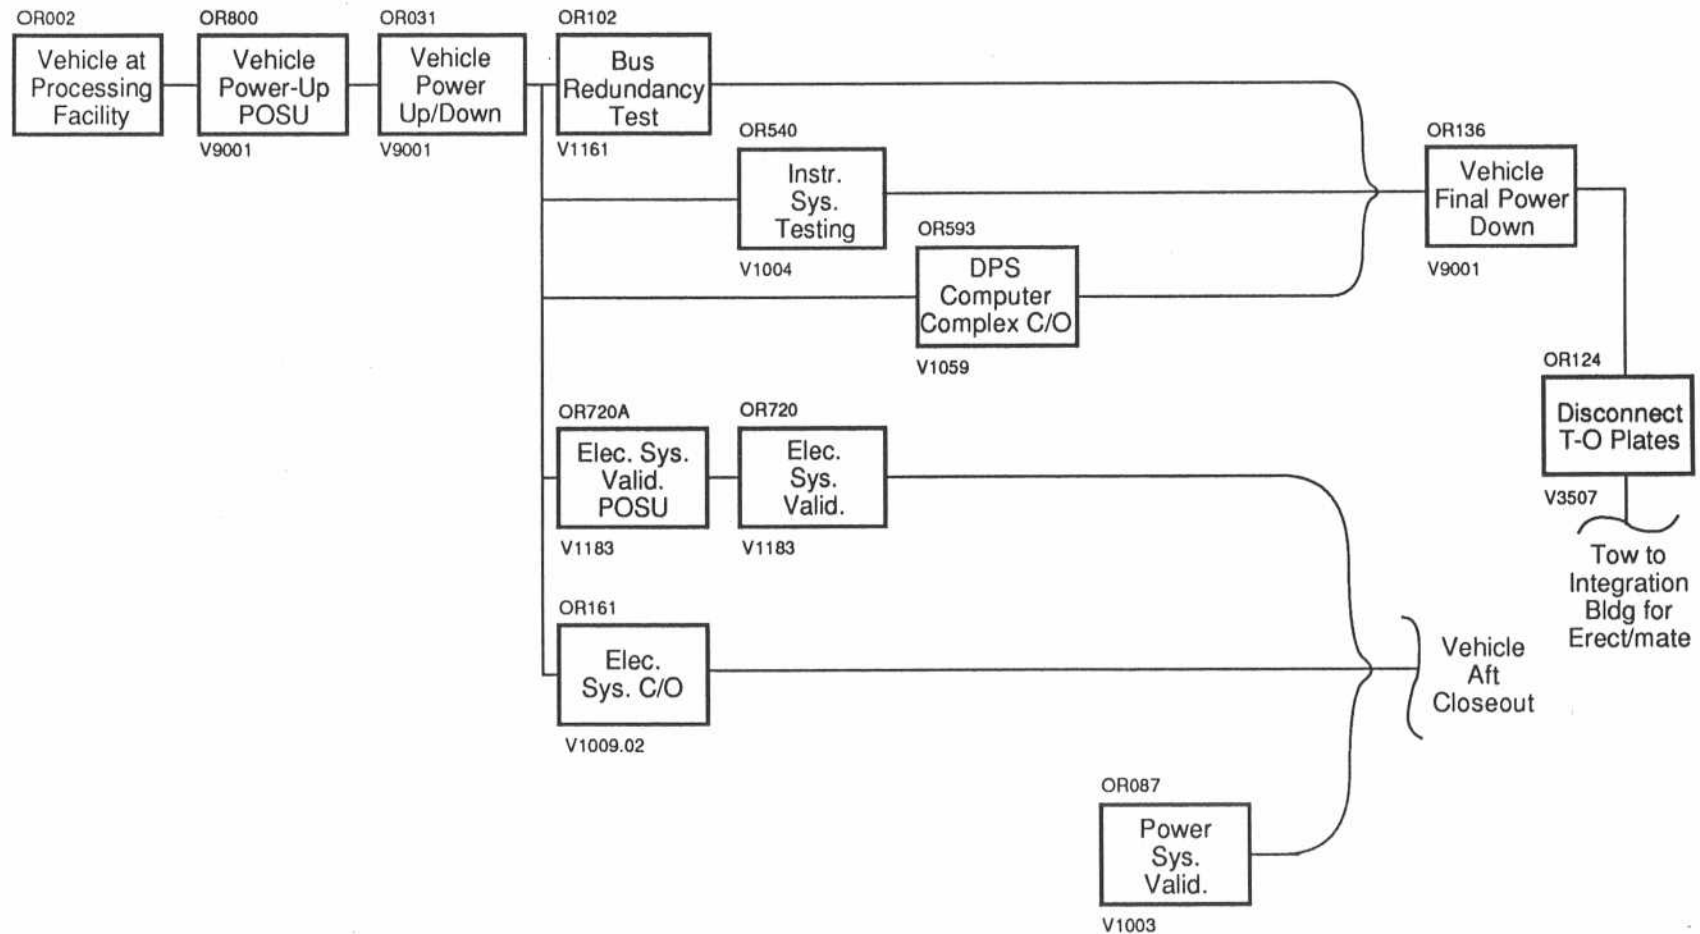 OR002
Vehicle at
Processing
Facility
OR800
Vehicle
Power-Up
POSU
V9001
OR031
Vehicle
Power
Up/Down
V9001
OR102
Bus
Redundancy
Test
V1161
OR540
Instr.
Sys.
Testing
V1004
OR593
DPS
Computer
Complex C/O
V1059
OR136
Vehicle
Final Power
Down
V9001
OR124
Disconnect
T-O Plates
V3507
Tow to
Integration
Bldg for
Erect/mate
OR720A
Elec. Sys.
Valid.
POSU
V1183
OR720
Elec.
Sys.
Valid.
V1183
OR161
Elec.
Sys. C/O
V1009.02
Vehicle
Aft
Closeout
OR087
Power
Sys.
Valid.
V1003